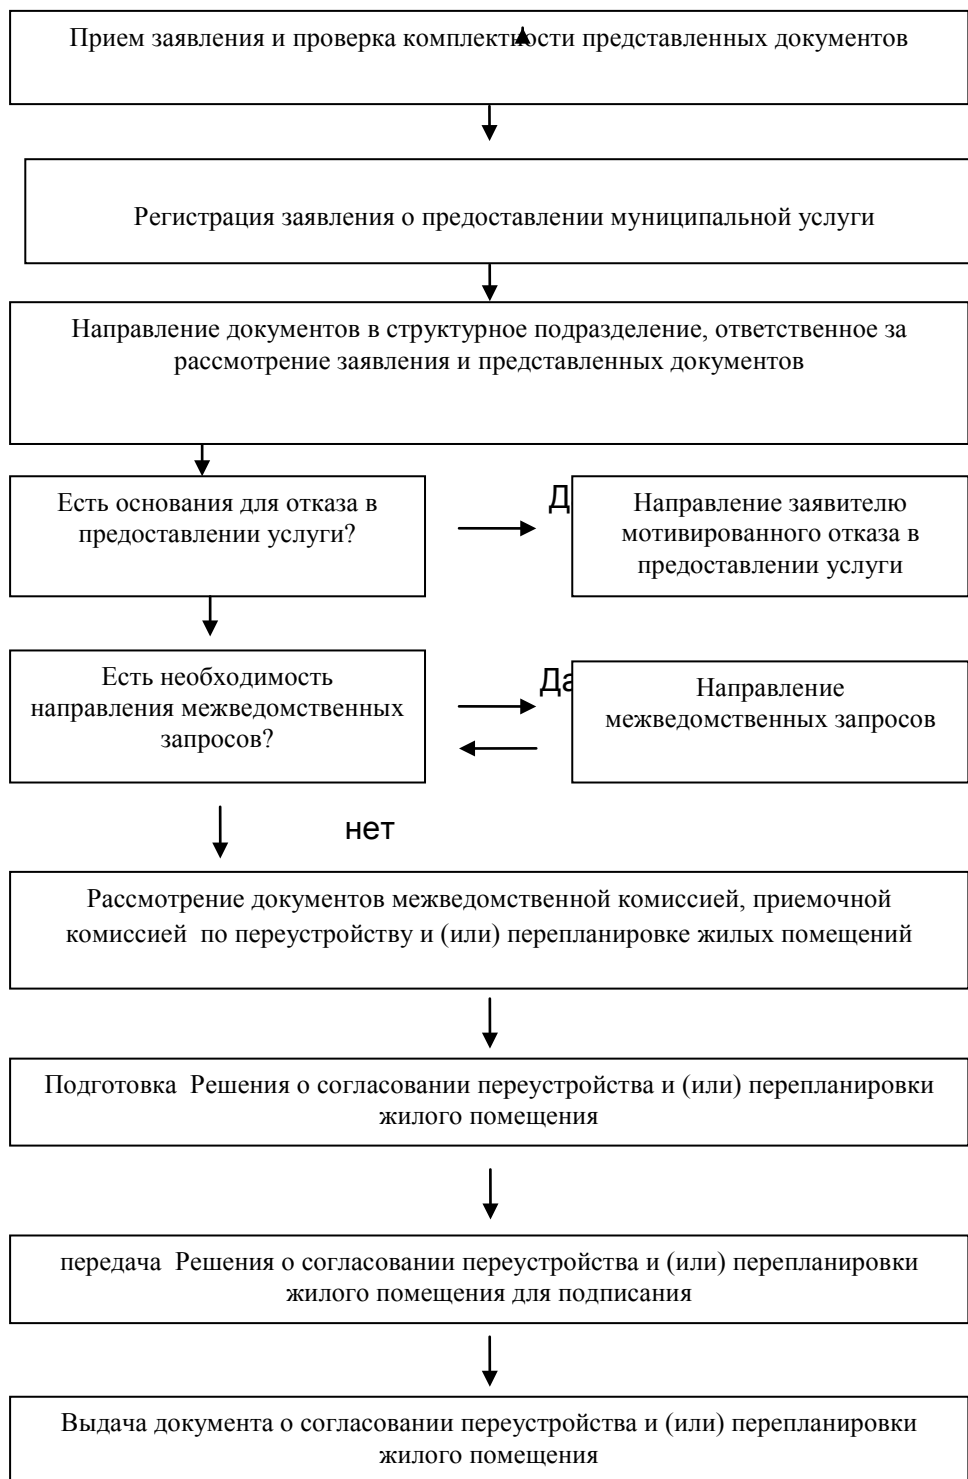 Прием заявления и проверка комплектности представленных документов
Регистрация заявления о предоставлении муниципальной услуги
Направление документов в структурное подразделение, ответственное за
рассмотрение заявления и представленных документов
Есть основания для отказа в
предоставлении услуги?
Д
Направление заявителю
мотивированного отказа в
предоставлении услуги
Есть необходимость
направления межведомственных
запросов?
Да
Направление
межведомственных запросов
нет
Рассмотрение документов межведомственной комиссией, приемочной
комиссией по переустройству и (или) перепланировке жилых помещений
Подготовка Решения о согласовании переустройства и (или) перепланировки
жилого помещения
передача Решения о согласовании переустройства и (или) перепланировки
жилого помещения для подписания
Выдача документа о согласовании переустройства и (или) перепланировки
жилого помещения